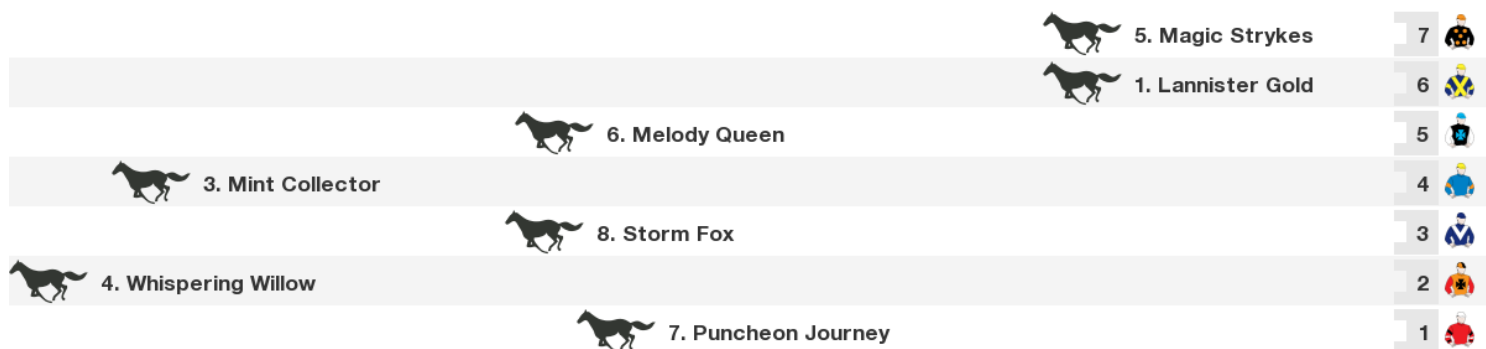 5. Magic Strykes 7
1. Lannister Gold 6
6. Melody Queen 5
3. Mint Collector 4
8. Storm Fox 3
4. Whispering Willow 2
7. Puncheon Journey 1